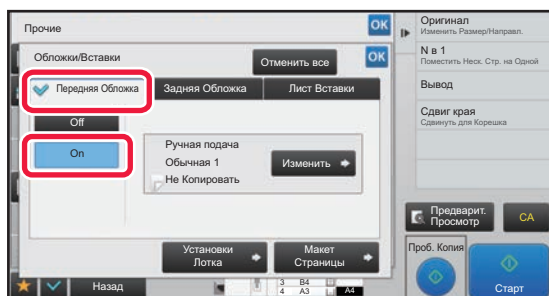 Прочие
OK
Обложки/Вставки
Отменить все
OK
Передняя Обложка
Задняя Обложка
Лист Вставки
Off
On
Ручная подача
Обычная 1
Не Копировать
Изменить
Установки
Лотка
Макет
Страницы
Назад
3 B4
4 A3
A4
Оригинал
Изменить Размер/Направл.
N в 1
Поместить Неск. Стр. на Одной
Вывод
Сдвиг края
Сдвинуть для Корешка
Предварит.
Просмотр
CA
Проб. Копия
Старт